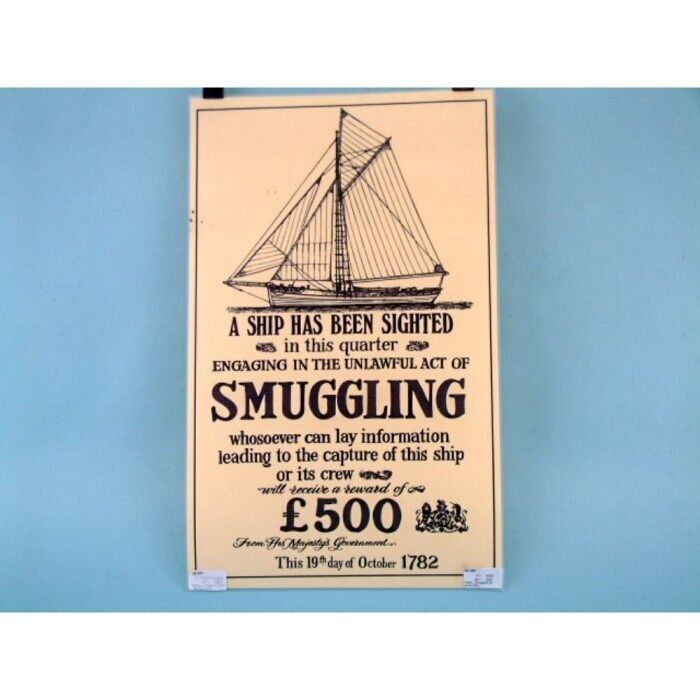 A SHIP HAS BEEN SIGHTED
in this quarter
ENGAGING IN THE UNLAWFUL ACT OF
SMUGGLING
whosoever can lay information
leading to the capture of this ship
or its crew
will receive a reward of
£500
From His Majesty's Government
This 19th day of October 1782